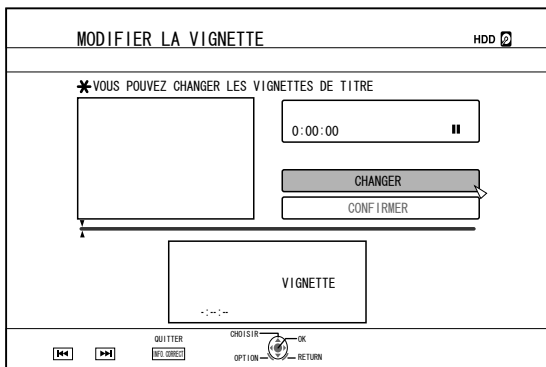 MODIFIER LA VIGNETTE HDD
✱VOUS POUVEZ CHANGER LES VIGNETTES DE TITRE
0:00:00
CHANGER
CONFIRMER
VIGNETTE
-:--:--
QUITTER
INFO. CORRECT
CHOISIR
OK
OPTION
RETURN